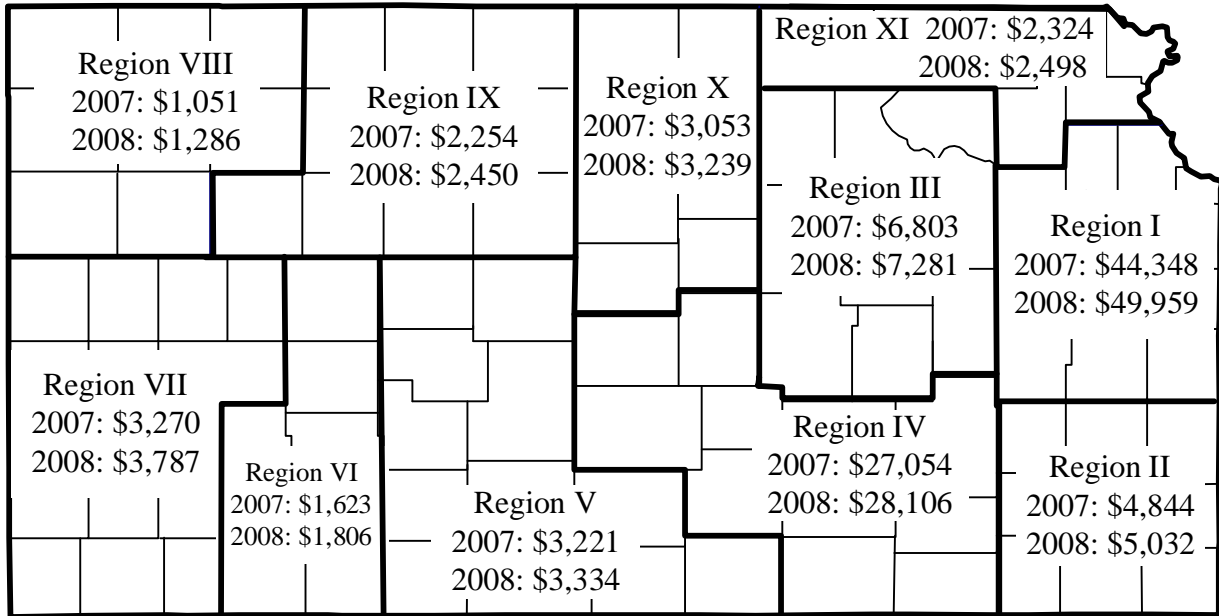 Region VIII
2007: $1,051
2008: $1,286
Region IX
2007: $2,254
2008: $2,450
Region X
2007: $3,053
2008: $3,239
Region XI 2007: $2,324
2008: $2,498
Region III
2007: $6,803
2008: $7,281
Region I
2007: $44,348
2008: $49,959
Region VII
2007: $3,270
2008: $3,787
Region VI
2007: $1,623
2008: $1,806
Region V
2007: $3,221
2008: $3,334
Region IV
2007: $27,054
2008: $28,106
Region II
2007: $4,844
2008: $5,032